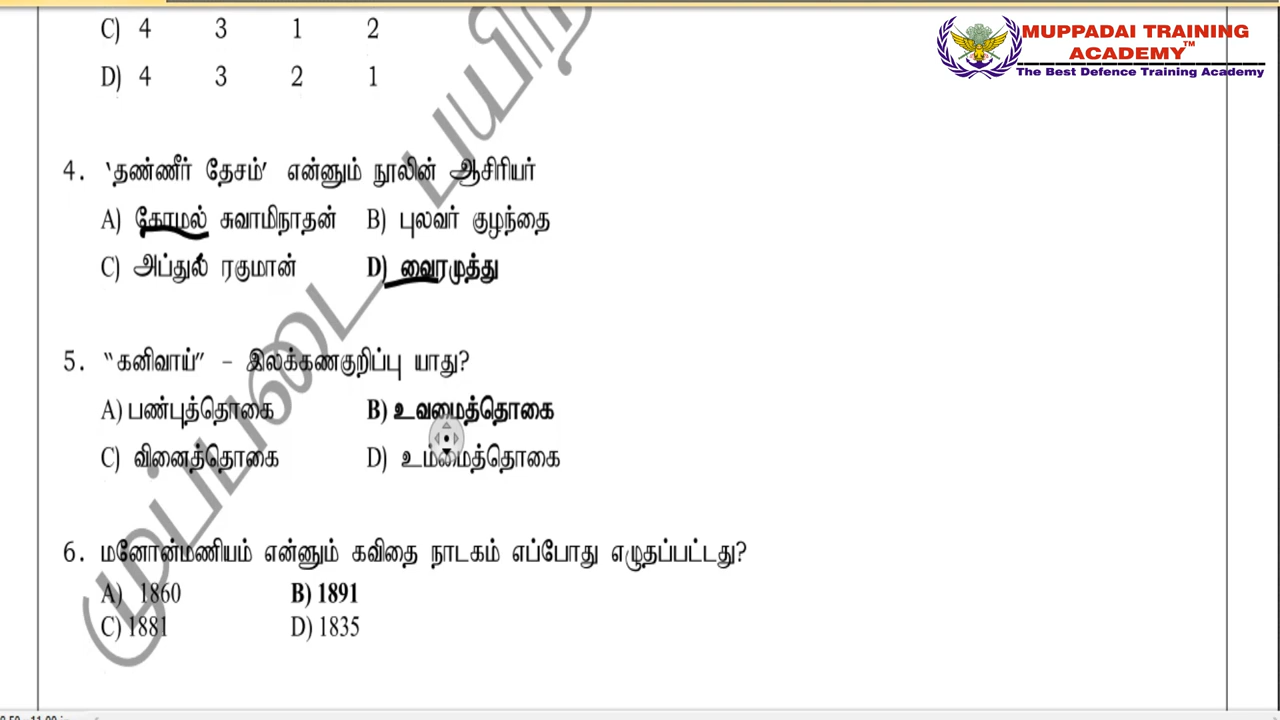 C) 4 3 1 2
MUPPADAI TRAINING
ACADEMY™
The Best Defence Training Academy
D) 4 3 2 1
4. 'தண்ணீர் தேசம்' என்னும் நூலின் ஆசிரியர்
A) கோமல் சுவாமிநாதன் B) புலவர் குழந்தை
C) அப்துல் ரகுமான் D) வைரமுத்து
5. "கனிவாய்" - இலக்கணகுறிப்பு யாது?
A) பண்புத்தொகை B) உவமைத்தொகை
C) வினைத்தொகை D) உம்மைத்தொகை
6. மனோன்மணியம் என்னும் கவிதை நாடகம் எப்போது எழுதப்பட்டது?
A) 1860 B) 1891
C) 1881 D) 1835